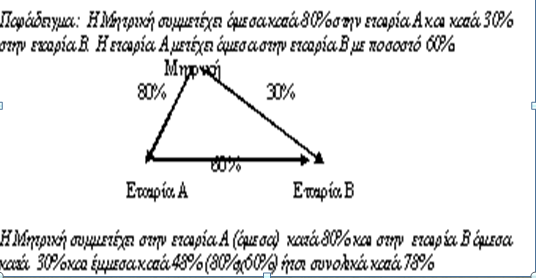 Παράδειγμα: Η Μητρική συμμετέχει άμεσα κατά 80% στην εταιρία Α και κατά 30%
στην εταιρία Β. Η εταιρία Α μετέχει άμεσα στην εταιρία Β με ποσοστό 60%.
Μητρική
80% 30%
60%
Εταιρία Α Εταιρία Β
Η Μητρική συμμετέχει στην εταιρία Α (άμεσα) κατά 80% και στην εταιρία Β άμεσα
κατά 30% και έμμεσα κατά 48% (80%χ60%) ήτοι συνολικά κατά 78%